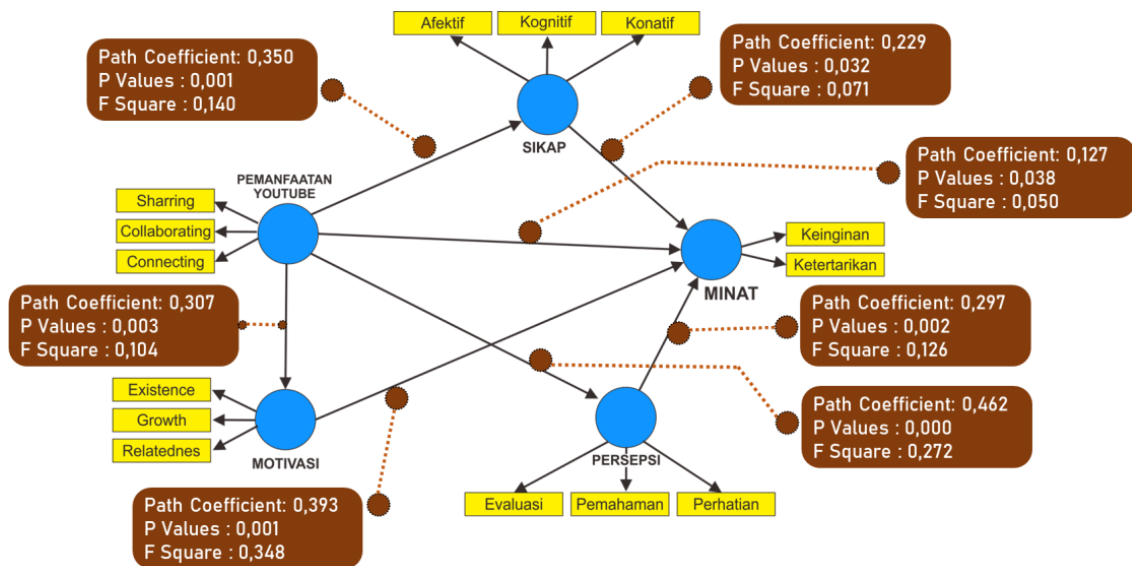 Afektif
Kognitif
Konatif
Path Coefficient: 0,350
P Values : 0,001
F Square : 0,140
Path Coefficient: 0,229
P Values : 0,032
F Square : 0,071
SIKAP
Path Coefficient: 0,127
P Values : 0,038
F Square : 0,050
PEMANFAATAN
YOUTUBE
Sharring
Collaborating
Connecting
Keinginan
Ketertarikan
MINAT
Path Coefficient: 0,307
P Values : 0,003
F Square : 0,104
Path Coefficient: 0,297
P Values : 0,002
F Square : 0,126
Existence
Growth
Relatednes
MOTIVASI
PERSEPSI
Path Coefficient: 0,462
P Values : 0,000
F Square : 0,272
Evaluasi
Pemahaman
Perhatian
Path Coefficient: 0,393
P Values : 0,001
F Square : 0,348